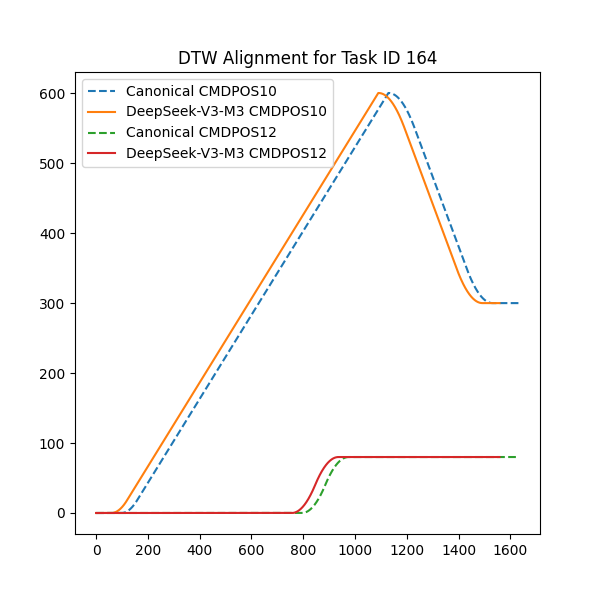 DTW Alignment for Task ID 164
Canonical CMDPOS10
DeepSeek-V3-M3 CMDPOS10
Canonical CMDPOS12
DeepSeek-V3-M3 CMDPOS12
600
500
400
300
200
100
0
0 200 400 600 800 1000 1200 1400 1600